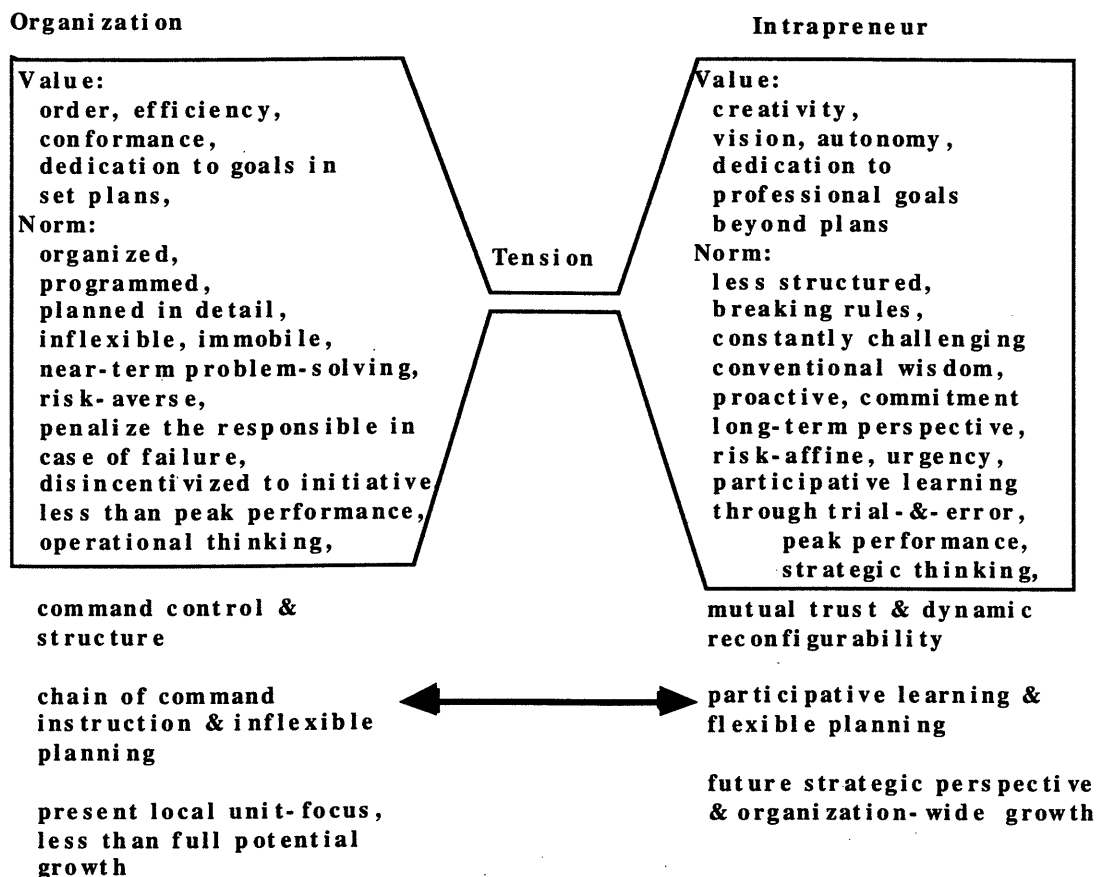 Organization
Value:
order, efficiency,
conformance,
dedication to goals in
set plans,
Norm:
organized,
programmed,
planned in detail,
inflexible, immobile,
near-term problem-solving,
risk-averse,
penalize the responsible in
case of failure,
disincentivized to initiative,
less than peak performance,
operational thinking,
command control &
structure
chain of command
instruction & inflexible
planning
present local unit-focus,
less than full potential
growth
Tension
Intrapreneur
Value:
creativity,
vision, autonomy,
dedication to
professional goals
beyond plans
Norm:
less structured,
breaking rules,
constantly challenging
conventional wisdom,
proactive, commitment
long-term perspective,
risk-affine, urgency,
participative learning
through trial-&-error,
peak performance,
strategic thinking,
mutual trust & dynamic
reconfigurability
participative learning &
flexible planning
future strategic perspective
& organization-wide growth